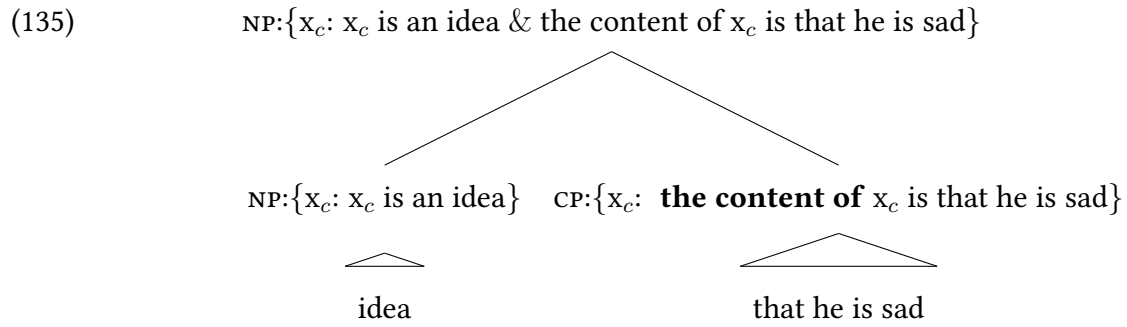 (135) NP:{x_c: x_c is an idea & the content of x_c is that he is sad}
NP:{x_c: x_c is an idea} CP:{x_c: the content of x_c is that he is sad}
idea that he is sad